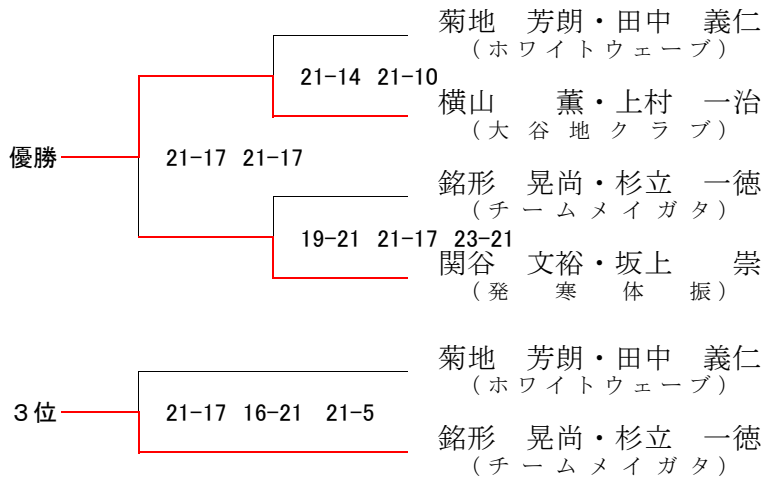 菊地　芳朗・田中　義仁
（ホワイトウェーブ）
21-14 21-10
横山　　薫・上村　一治
（大谷地クラブ）
優勝
21-17 21-17
銘形　晃尚・杉立　一徳
（チームメイガタ）
19-21 21-17 23-21
関谷　文裕・坂上　　崇
（発寒体振）
菊地　芳朗・田中　義仁
（ホワイトウェーブ）
３位
21-17 16-21 21-5
銘形　晃尚・杉立　一徳
（チームメイガタ）